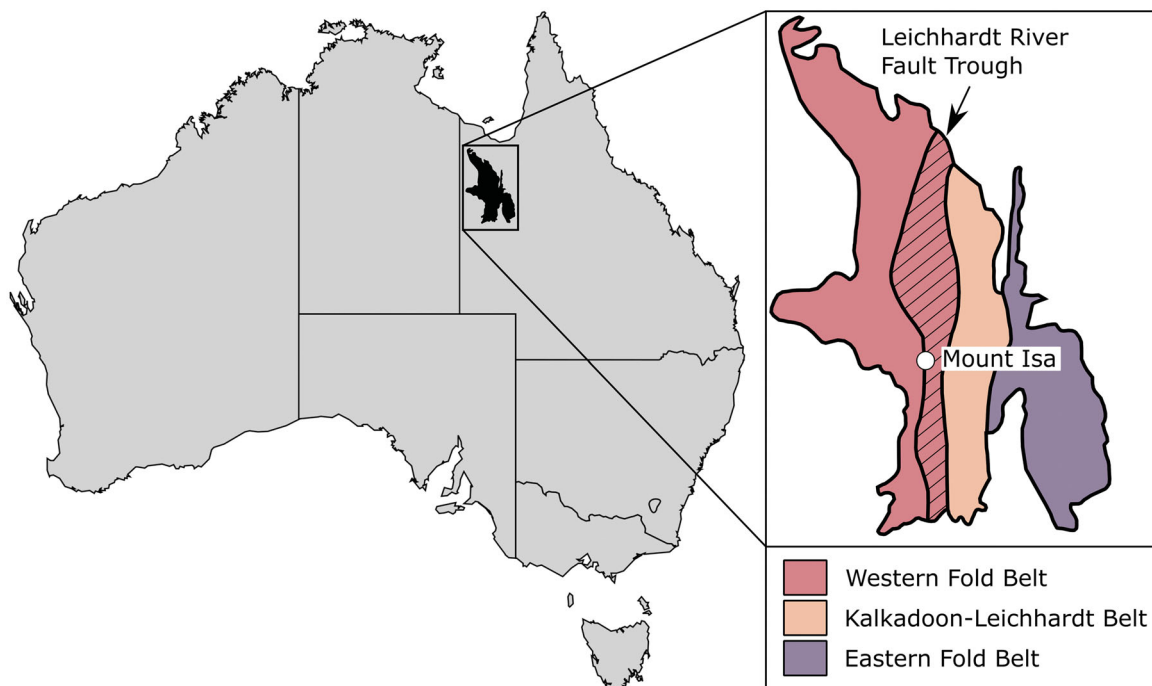 Leichhardt River
Fault Trough
Mount Isa
Western Fold Belt
Kalkadoon-Leichhardt Belt
Eastern Fold Belt